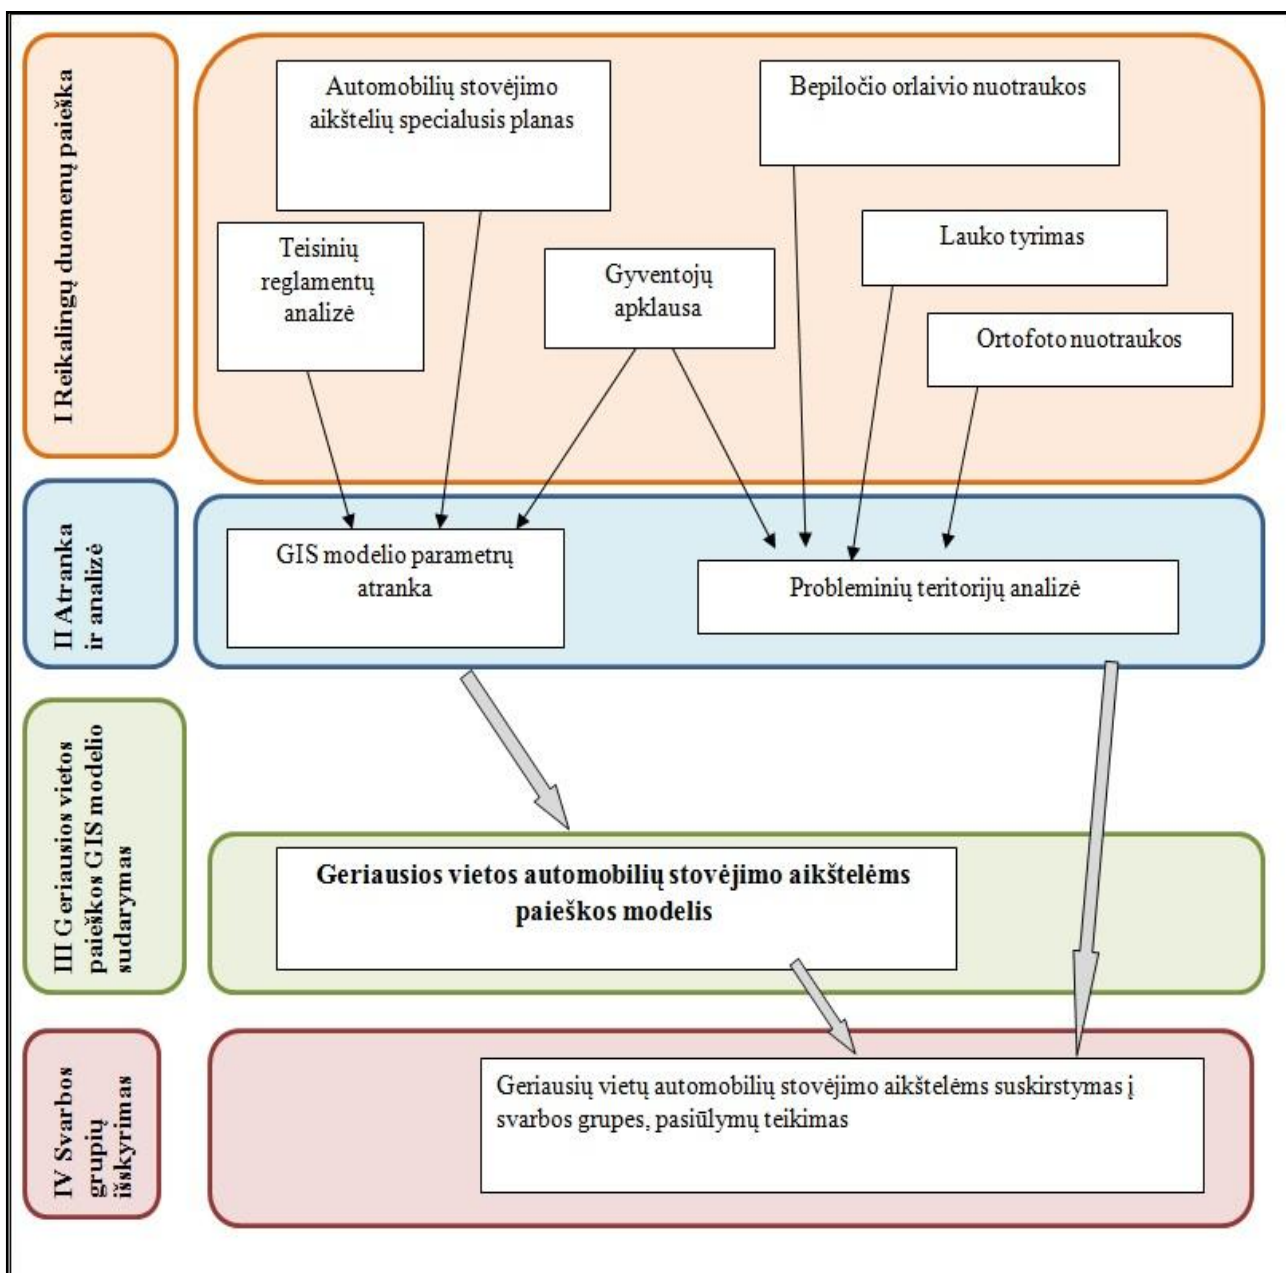 I Reikalingų duomenų paieška
Automobilių stovėjimo
aikštelių specialusis planas
Bepiločio orlaivio nuotraukos
Teisinių
reglamentų
analizė
Gyventojų
apklausa
Lauko tyrimas
Ortofoto nuotraukos
II Atranka
ir analizė
GIS modelio parametrų
atranka
Probleminių teritorijų analizė
III Geriausios vietos
paieškos GIS modelio
sudarymas
Geriausios vietos automobilių stovėjimo aikštelėms
paieškos modelis
IV Svarbos
grupių
išskyrimas
Geriausių vietų automobilių stovėjimo aikštelėms suskirstymas į
svarbos grupes, pasiūlymų teikimas